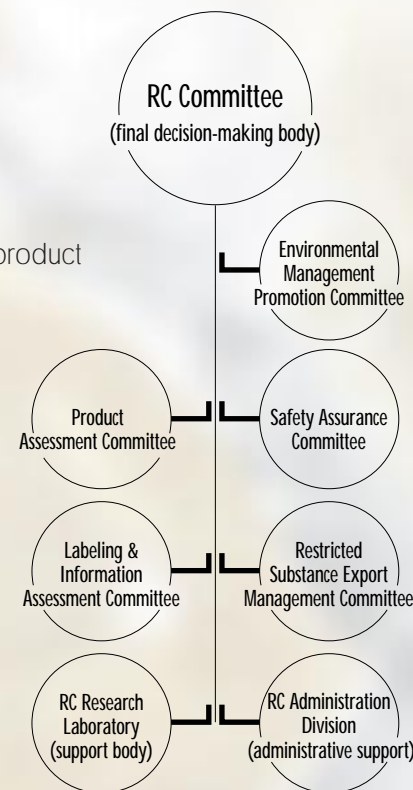 RC Committee
(final decision-making body)
product
Environmental
Management
Promotion Committee
Product
Assessment Committee
Safety Assurance
Committee
Labeling &
Information
Assessment Committee
Restricted
Substance Export
Management Committee
RC Research
Laboratory
(support body)
RC Administration
Division
(administrative support)